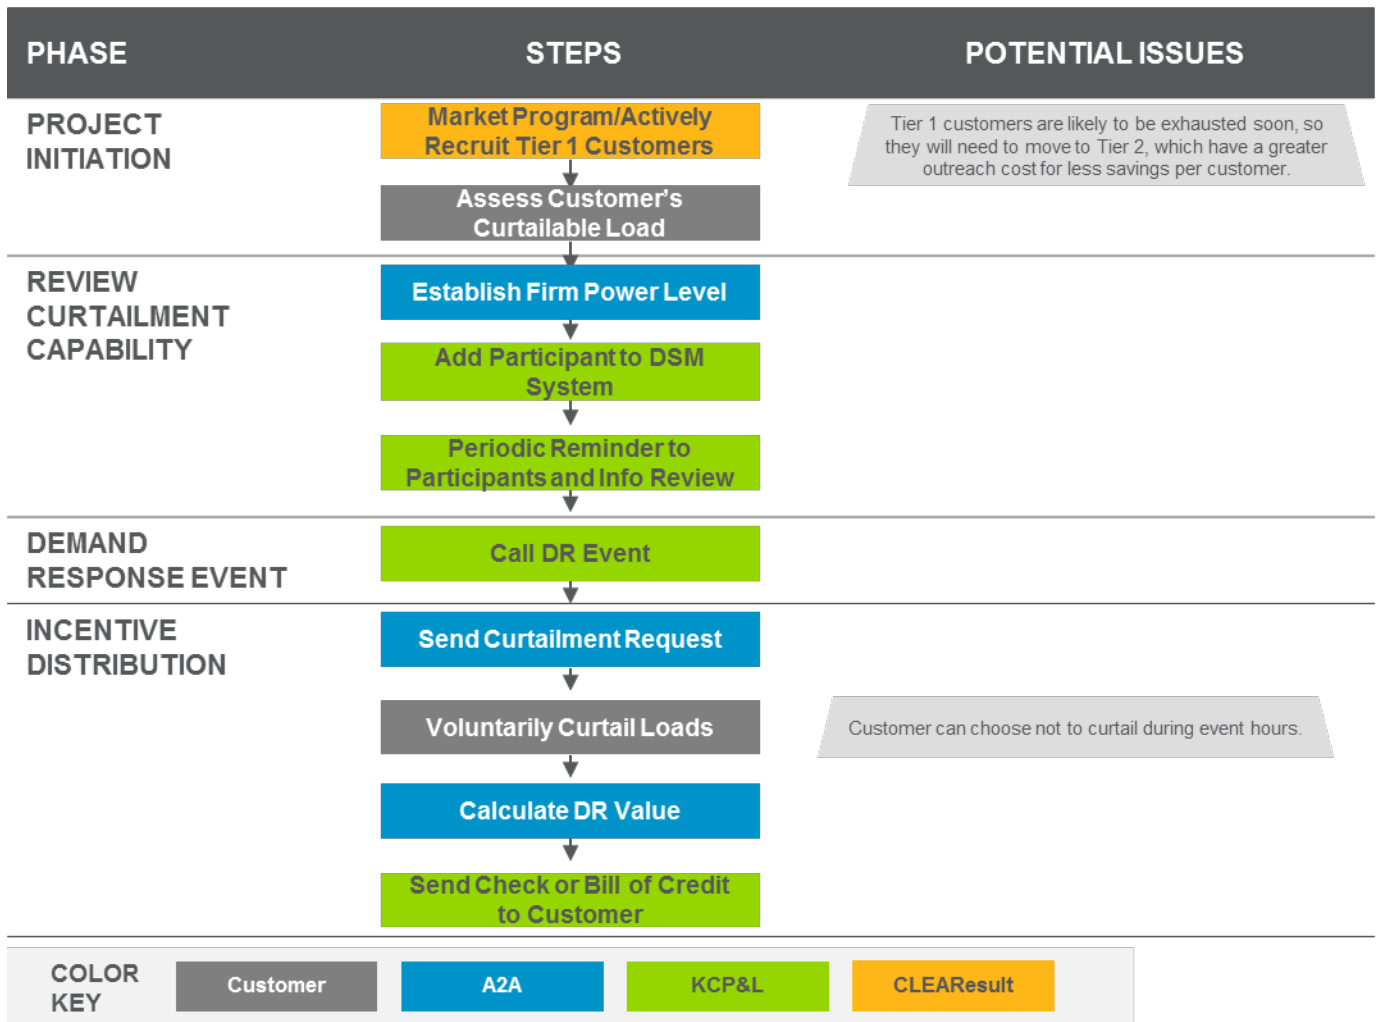 PHASE
STEPS
POTENTIAL ISSUES
PROJECT
INITIATION
Market Program/Actively
Recruit Tier 1 Customers
Tier 1 customers are likely to be exhausted soon, so
they will need to move to Tier 2, which have a greater
outreach cost for less savings per customer.
Assess Customer's
Curtailable Load
REVIEW
CURTAILMENT
CAPABILITY
Establish Firm Power Level
Add Participant to DSM
System
Periodic Reminder to
Participants and Info Review
DEMAND
RESPONSE EVENT
Call DR Event
INCENTIVE
DISTRIBUTION
Send Curtailment Request
Voluntarily Curtail Loads
Customer can choose not to curtail during event hours.
Calculate DR Value
Send Check or Bill of Credit
to Customer
COLOR
KEY
Customer
A2A
KCP&L
CLEAResult